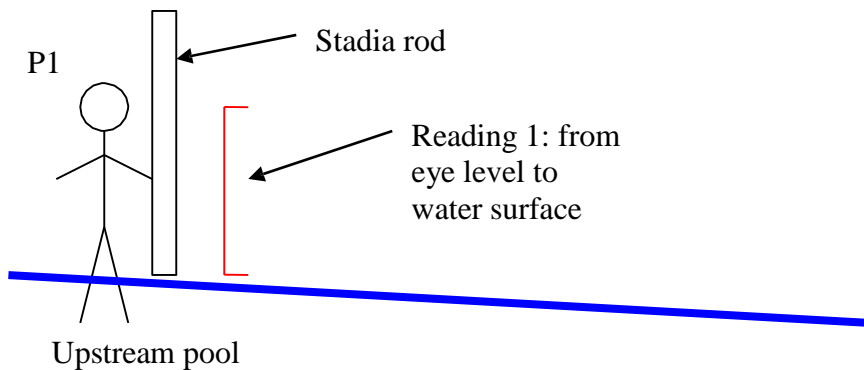 Stadia rod
P1
Reading 1: from
eye level to
water surface
Upstream pool